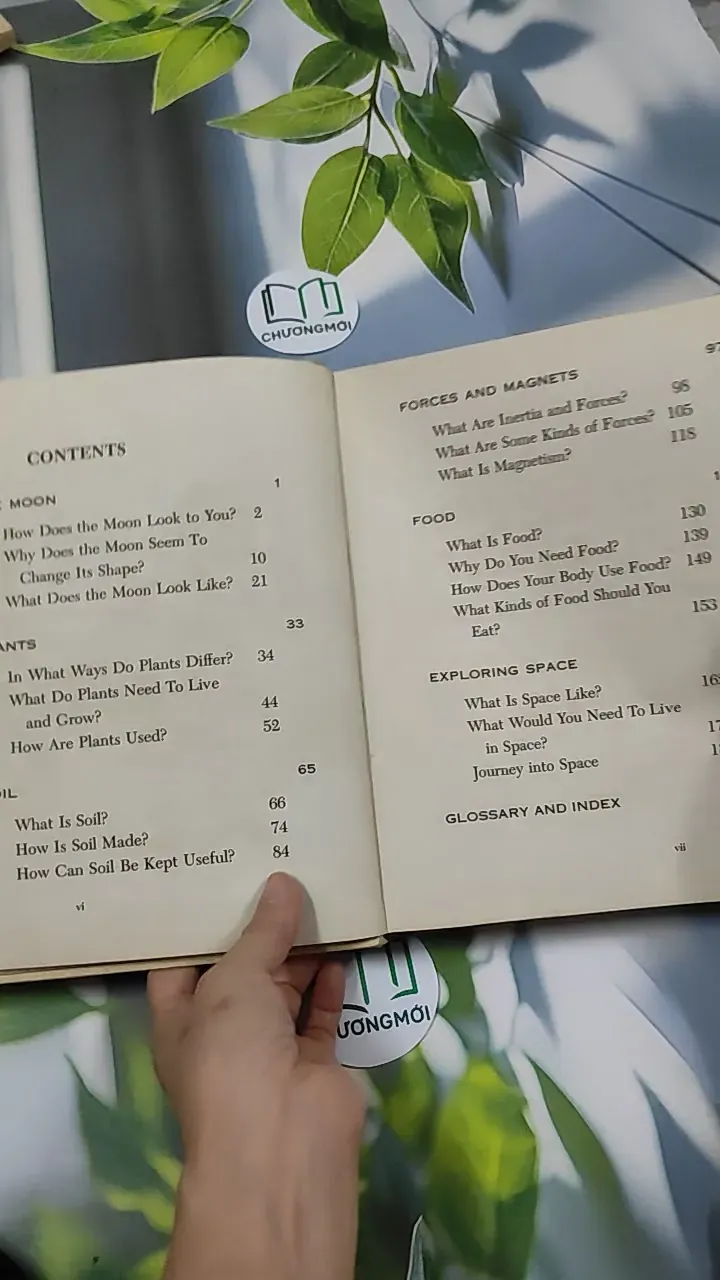 CHƯƠNGMỚI
CONTENTS
MOON 1
How Does the Moon Look to You? 2
Why Does the Moon Seem To
Change Its Shape? 10
What Does the Moon Look Like? 21
ANTS 33
In What Ways Do Plants Differ? 34
What Do Plants Need To Live
and Grow? 44
How Are Plants Used? 52
OIL 65
What Is Soil? 66
How Is Soil Made? 74
How Can Soil Be Kept Useful? 84
vi
FORCES AND MAGNETS 97
What Are Inertia and Forces? 98
What Are Some Kinds of Forces? 105
What Is Magnetism? 118
FOOD
What Is Food? 130
Why Do You Need Food? 139
How Does Your Body Use Food? 149
What Kinds of Food Should You
Eat? 153
EXPLORING SPACE
What Is Space Like?
What Would You Need To Live
in Space?
Journey into Space
GLOSSARY AND INDEX
vii
ƯƠNGMỚI